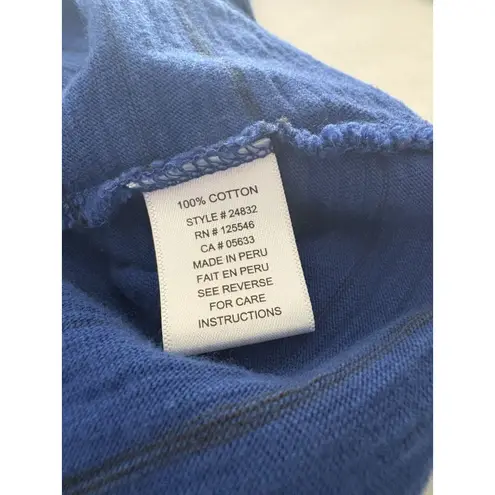 100% COTTON
STYLE # 24832
RN # 125546
CA # 05633
MADE IN PERU
FAIT EN PERU
SEE REVERSE
FOR CARE
INSTRUCTIONS